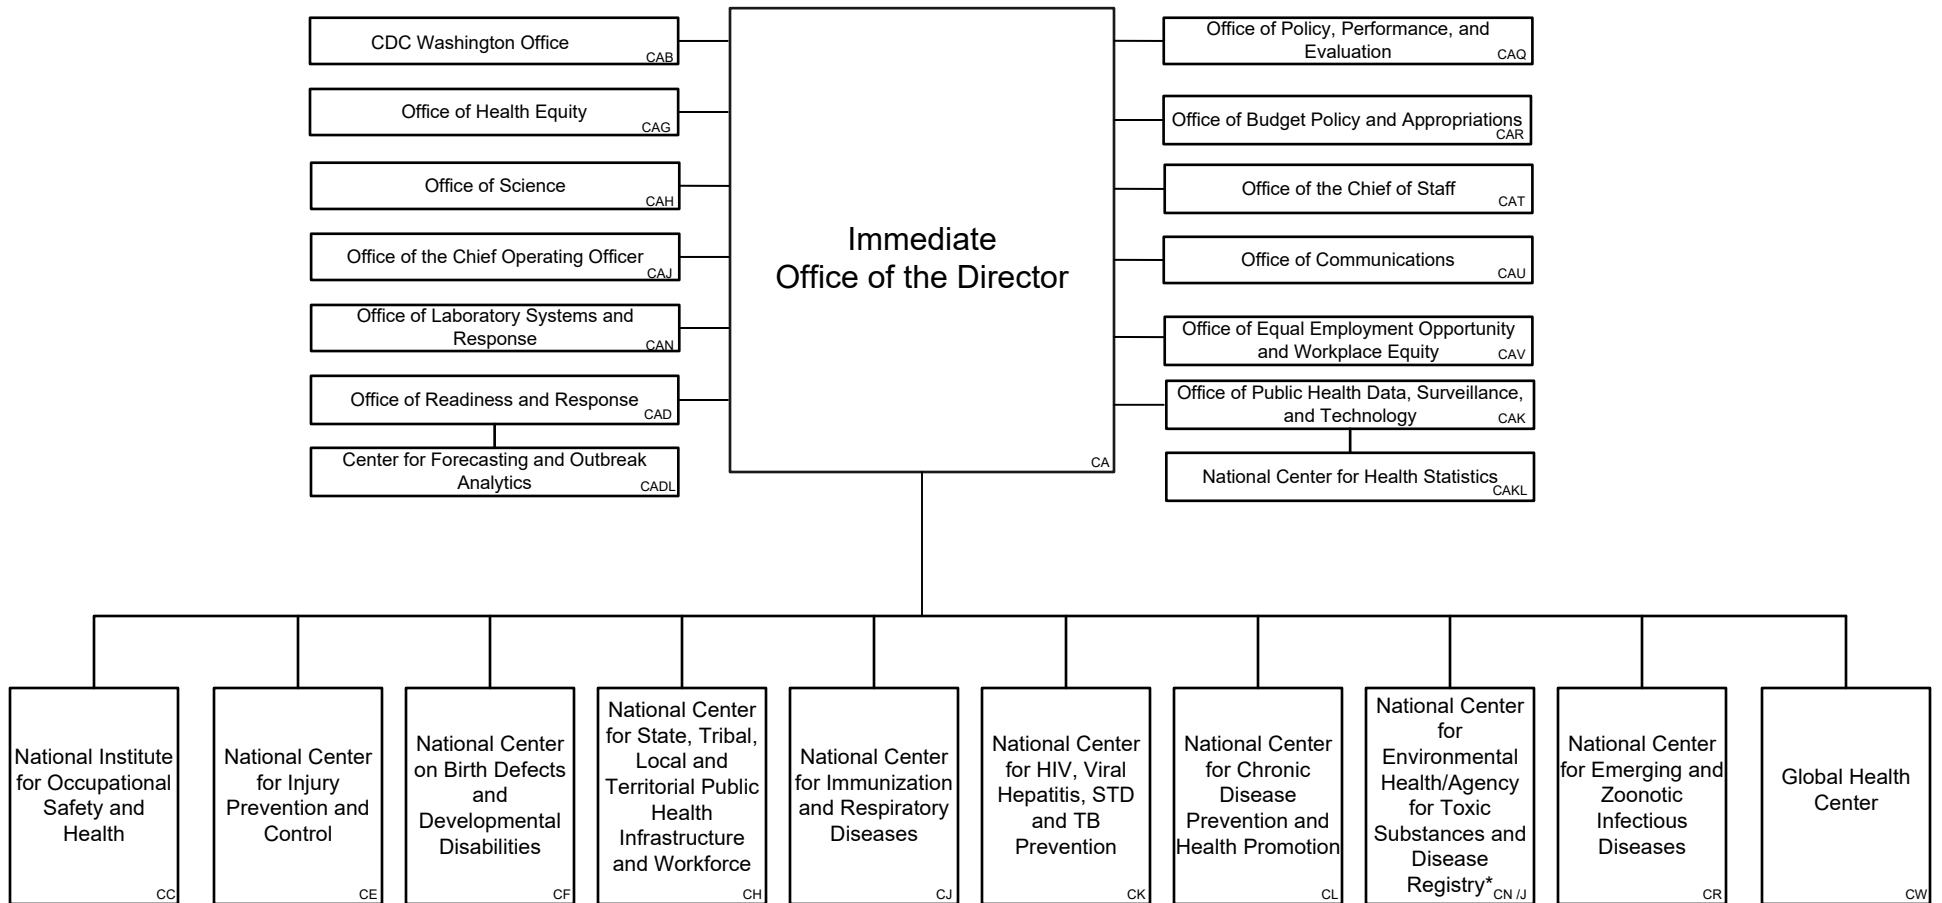 CDC Washington Office
CAB
Office of Health Equity
CAG
Office of Science
CAH
Office of the Chief Operating Officer
CAJ
Office of Laboratory Systems and
Response
CAN
Office of Readiness and Response
CAD
Center for Forecasting and Outbreak
Analytics
CADL
Immediate
Office of the Director
CA
Office of Policy, Performance, and
Evaluation
CAQ
Office of Budget Policy and Appropriations
CAR
Office of the Chief of Staff
CAT
Office of Communications
CAU
Office of Equal Employment Opportunity
and Workplace Equity
CAV
Office of Public Health Data, Surveillance,
and Technology
CAK
National Center for Health Statistics
CAKL
National Institute
for Occupational
Safety and
Health
CC
National Center
for Injury
Prevention and
Control
CE
National Center
on Birth Defects
and
Developmental
Disabilities
CF
National Center
for State, Tribal,
Local and
Territorial Public
Health
Infrastructure
and Workforce
CH
National Center
for Immunization
and Respiratory
Diseases
CJ
National Center
for HIV, Viral
Hepatitis, STD
and TB
Prevention
CK
National Center
for Chronic
Disease
Prevention and
Health Promotion
CL
National Center
for
Environmental
Health/Agency
for Toxic
Substances and
Disease
Registry*
CN /J
National Center
for Emerging and
Zoonotic
Infectious
Diseases
CR
Global Health
Center
CW